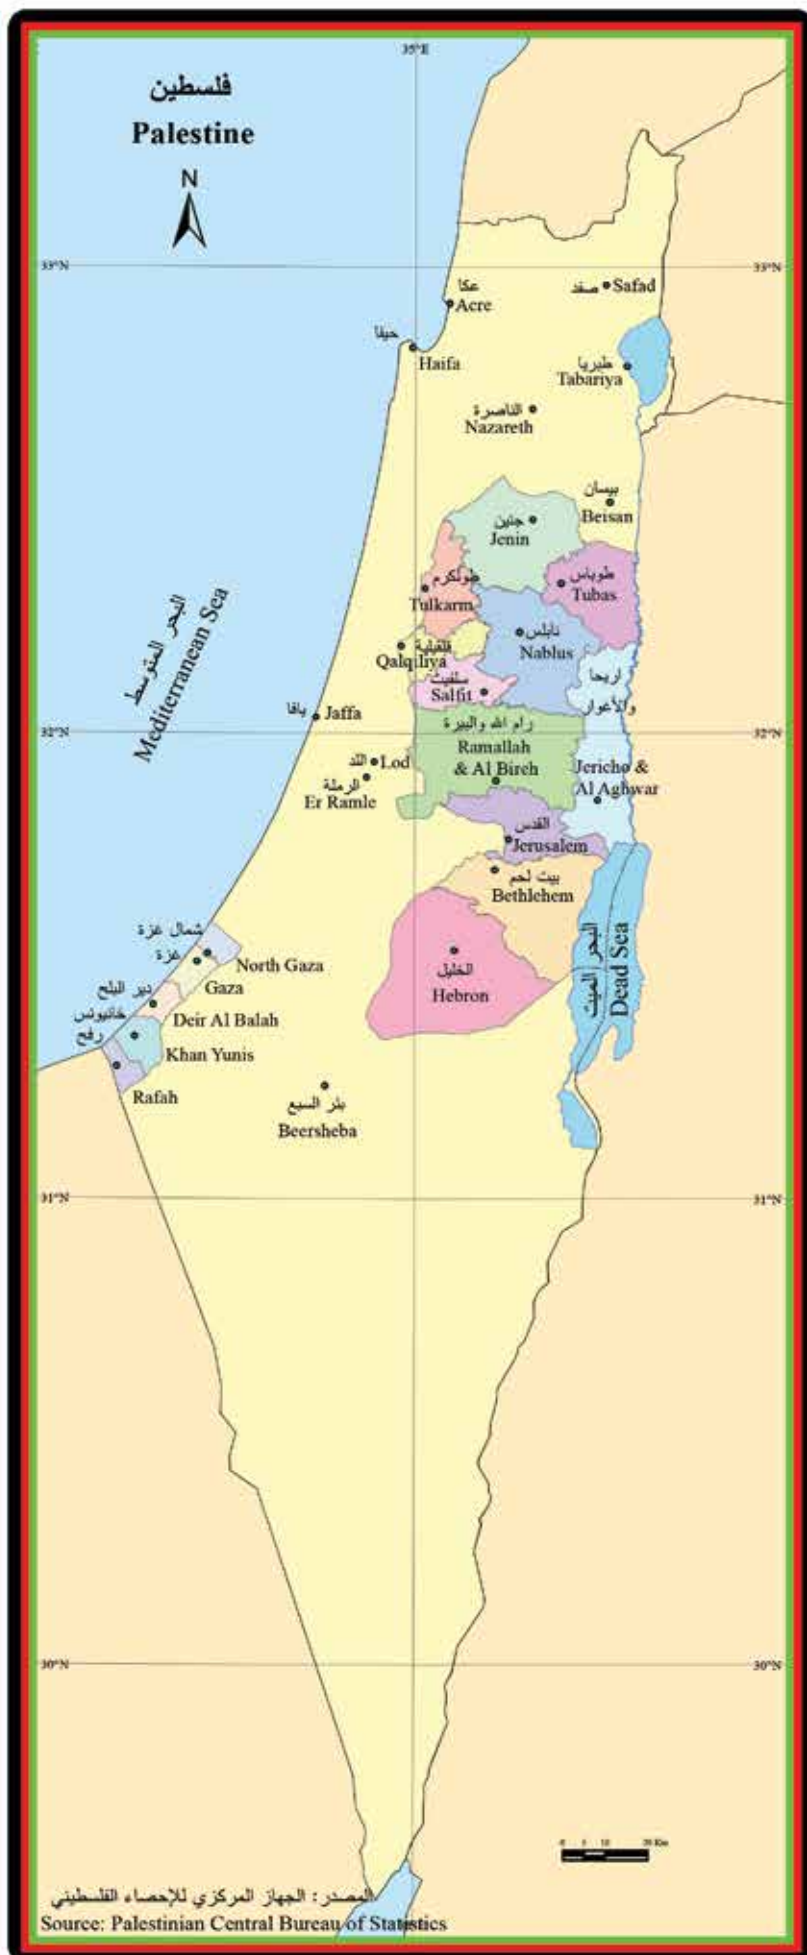 35°E
فلسطين
Palestine
N
33°N
33°N
صفد
Safad
عكا
Acre
حيفا
Haifa
طبريا
Tabariya
الناصرة
Nazareth
بيسان
Beisan
جنين
Jenin
طوباس
Tubas
طولكرم
Tulkarm
نابلس
Nablus
قلقيلية
Qalqiliya
سلفيت
Salfit
اريحا
والأغوار
Jericho &
Al Aghwar
البحر المتوسط
Mediterranean Sea
يافا
Jaffa
32°N
32°N
رام الله والبيرة
Ramallah
& Al Bireh
اللد
Lod
الرملة
Er Ramle
القدس
Jerusalem
بيت لحم
Bethlehem
البحر الميت
Dead Sea
الخليل
Hebron
شمال غزة
North Gaza
غزة
Gaza
دير البلح
Deir Al Balah
خانيونس
Khan Yunis
رفح
Rafah
بئر السبع
Beersheba
31°N
31°N
30°N
30°N
المصدر: الجهاز المركزي للإحصاء الفلسطيني
Source: Palestinian Central Bureau of Statistics